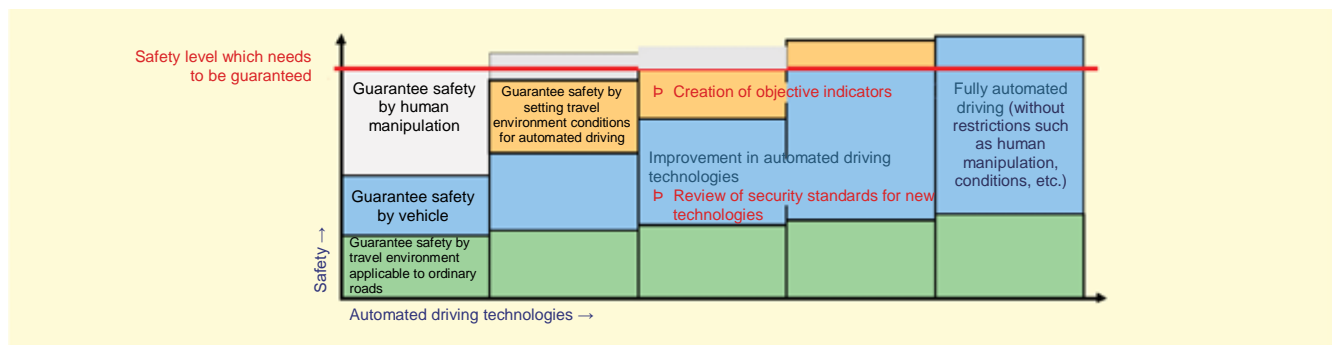 Safety level which needs
to be guaranteed
Guarantee safety
by human
manipulation
Guarantee safety by
setting travel
environment conditions
for automated driving
Þ Creation of objective indicators
Fully automated
driving (without
restrictions such
as human
manipulation,
conditions, etc.)
Improvement in automated driving
technologies
Þ Review of security standards for new
technologies
Guarantee safety
by vehicle
Guarantee safety by
travel environment
applicable to ordinary
roads
Safety →
Automated driving technologies →